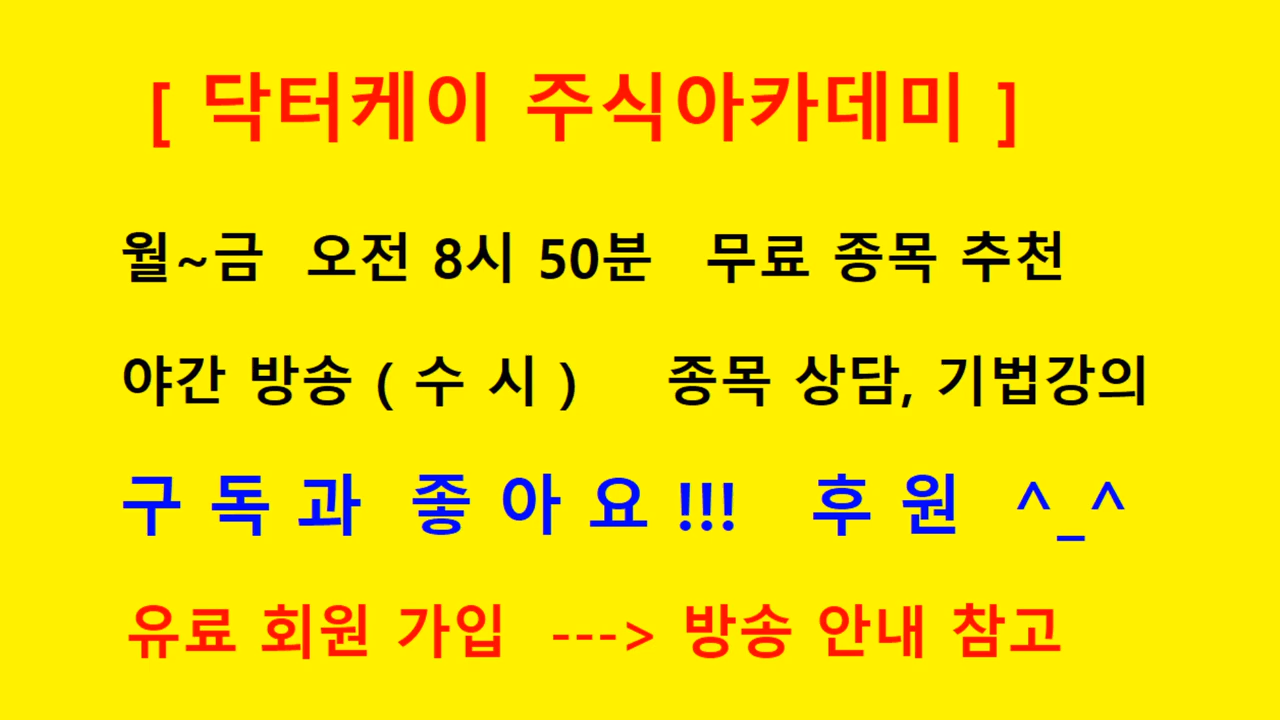 [ 닥터케이 주식아카데미 ]
월~금 오전 8시 50분 무료 종목 추천
야간 방송 ( 수 시 ) 종목 상담, 기법강의
구 독 과 좋 아 요 !!! 후 원 ^_^
유료 회원 가입 ---> 방송 안내 참고